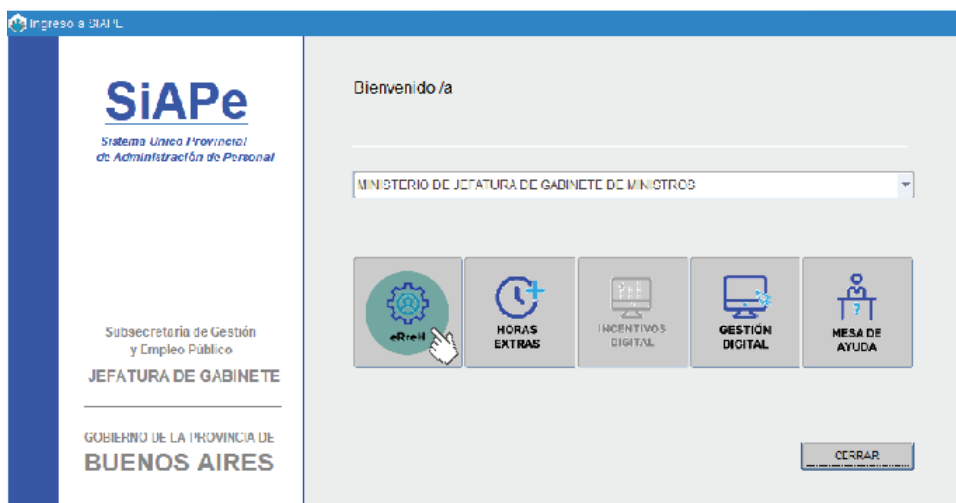 Ingreso a SIAPE
SiAPe
Sistema Unico Provincial
de Administración de Personal
Subsecretaría de Gestión
y Empleo Público
JEFATURA DE GABINETE
GOBIERNO DE LA PROVINCIA DE
BUENOS AIRES
Bienvenido /a
MINISTERIO DE JEFATURA DE GABINETE DE MINISTROS
eRreH
HORAS
EXTRAS
INCENTIVOS
DIGITAL
GESTIÓN
DIGITAL
MESA DE
AYUDA
CERRAR